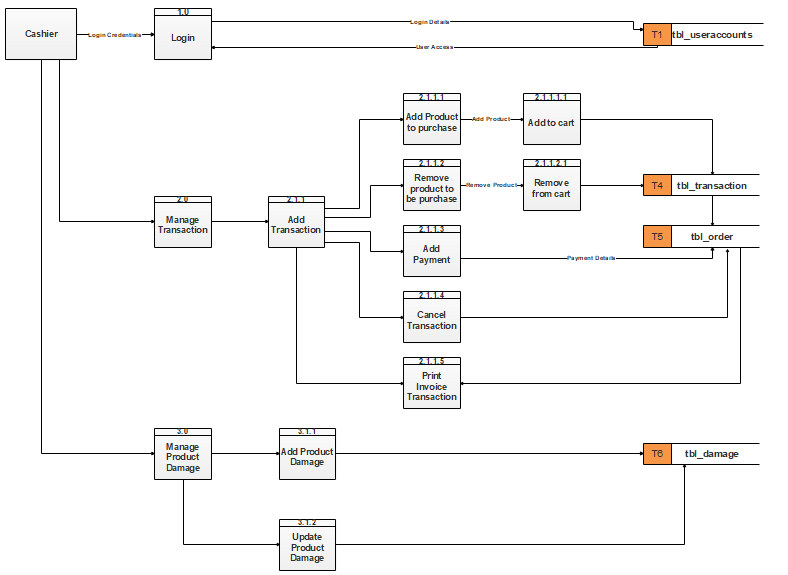 Cashier
Login Credentials
1.0
Login
Login Details
User Access
T1 tbl_useraccounts
2.1.1.1
Add Product
to purchase
Add Product
2.1.1.1.1
Add to cart
2.1.1.2
Remove
product to
be purchase
Remove Product
2.1.1.2.1
Remove
from cart
T4 tbl_transaction
2.0
Manage
Transaction
2.1.1
Add
Transaction
2.1.1.3
Add
Payment
Payment Details
T5 tbl_order
2.1.1.4
Cancel
Transaction
2.1.1.5
Print
Invoice
Transaction
3.0
Manage
Product
Damage
3.1.1
Add Product
Damage
T6 tbl_damage
3.1.2
Update
Product
Damage